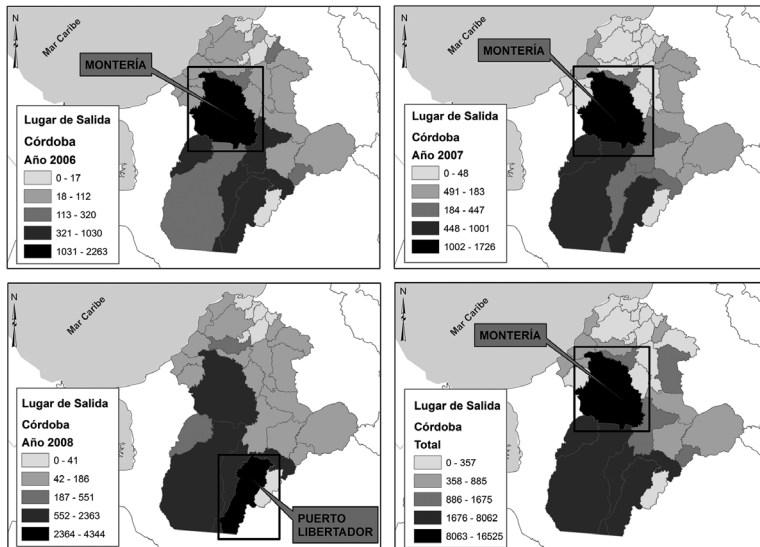 N
Mar Caribe
MONTERÍA
Lugar de Salida
Córdoba
Año 2006
0 - 17
18 - 112
113 - 320
321 - 1030
1031 - 2263
N
Mar Caribe
MONTERÍA
Lugar de Salida
Córdoba
Año 2007
0 - 48
491 - 183
184 - 447
448 - 1001
1002 - 1726
N
Mar Caribe
Lugar de Salida
Córdoba
Año 2008
0 - 41
42 - 186
187 - 551
552 - 2363
2364 - 4344
PUERTO
LIBERTADOR
N
Mar Caribe
MONTERÍA
Lugar de Salida
Córdoba
Total
0 - 357
358 - 885
886 - 1675
1676 - 8062
8063 - 16525